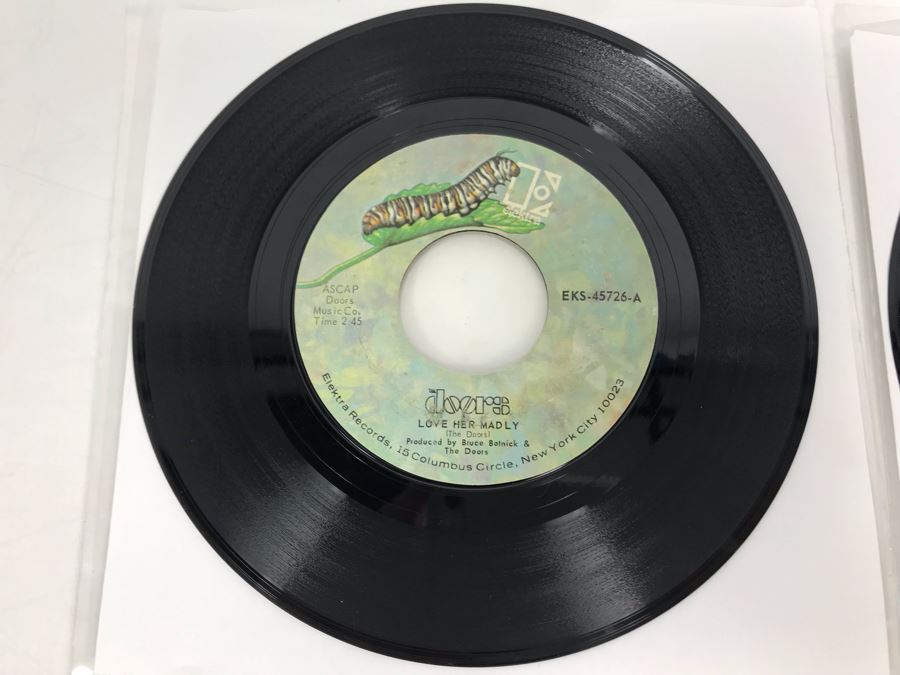 ASCAP
Doors
Music Co.
Time 2:45
EKS-45726-A
the doors
LOVE HER MADLY
(The Doors)
Produced by Bruce Botnick &
The Doors
Elektra Records, 15 Columbus Circle, New York City 10023